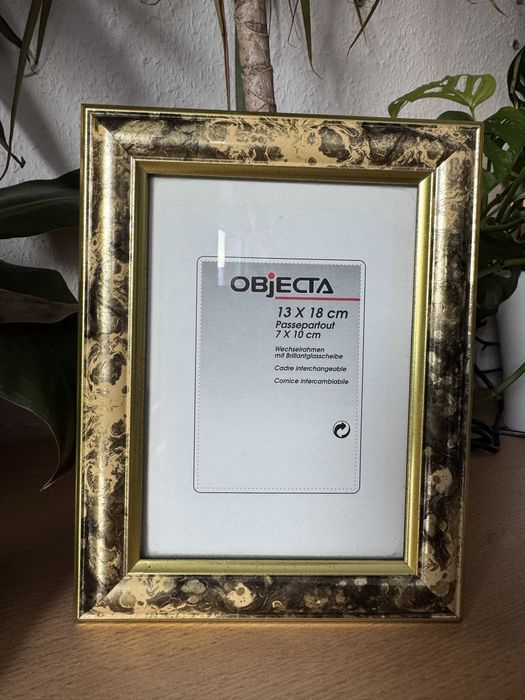 OBjECTA
13 X 18 cm
Passepartout
7 X 10 cm
Wechselrahmen
mit Brillantglasscheibe
Cadre interchangeable
Cornice intercambiabile